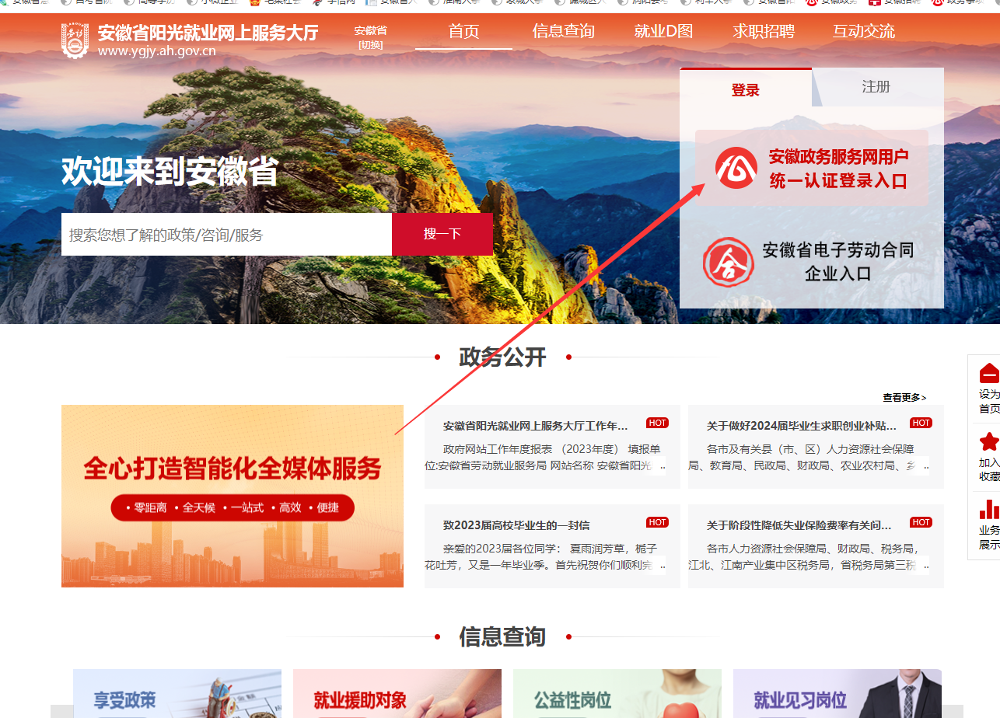 安徽省阳光就业网上服务大厅
www.ygjy.ah.gov.cn
安徽省
[切换]
首页
信息查询
就业D图
求职招聘
互动交流
登录
注册
安徽政务服务网用户
统一认证登录入口
欢迎来到安徽省
搜索您想了解的政策/咨询/服务
搜一下
安徽省电子劳动合同
企业入口
政务公开
查看更多>
设为
首页
加入
收藏
业务
展示
全心打造智能化全媒体服务
·零距离 ·全天候 ·一站式 ·高效 ·便捷
安徽省阳光就业网上服务大厅工作年...
HOT
政府网站工作年度报表 （2023年度） 填报单
位:安徽省劳动就业服务局 网站名称 安徽省阳光 ..
关于做好2024届毕业生求职创业补贴...
HOT
各市及有关县（市、区）人力资源社会保障
局、教育局、民政局、财政局、农业农村局、乡 ..
致2023届高校毕业生的一封信
HOT
亲爱的2023届各位同学： 夏雨润芳草，栀子
花吐芳，又是一年毕业季。首先祝贺你们顺利完 ..
关于阶段性降低失业保险费率有关问...
HOT
各市人力资源社会保障局、财政局、税务局，
江北、江南产业集中区税务局，省税务局第三税 ..
信息查询
享受政策
就业援助对象
公益性岗位
就业见习岗位